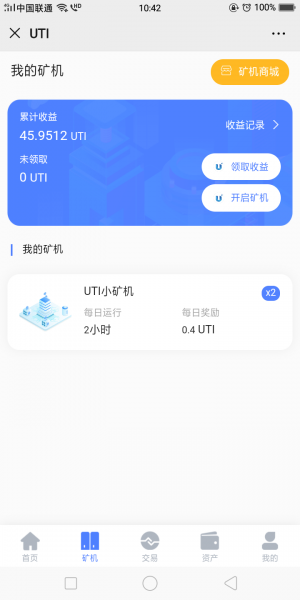 中国联通 10:42 100%
UTI
我的矿机
矿机商城
累计收益
45.9512 UTI
收益记录
未领取
0 UTI
领取收益
开启矿机
我的矿机
UTI小矿机
x2
每日运行 每日奖励
2小时 0.4 UTI
首页 矿机 交易 资产 我的